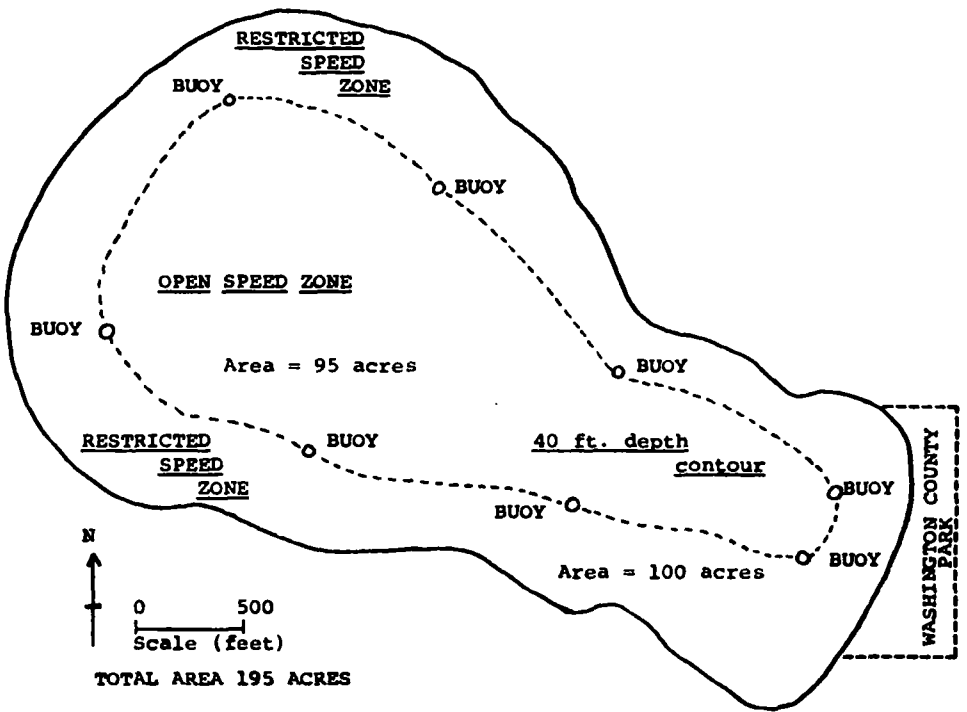 RESTRICTED
SPEED
ZONE
BUOY
BUOY
OPEN SPEED ZONE
BUOY
Area = 95 acres
BUOY
RESTRICTED
SPEED
ZONE
BUOY
40 ft. depth
contour
BUOY
BUOY
BUOY
Area = 100 acres
WASHINGTON COUNTY
PARK
N
0 500
Scale (feet)
TOTAL AREA 195 ACRES